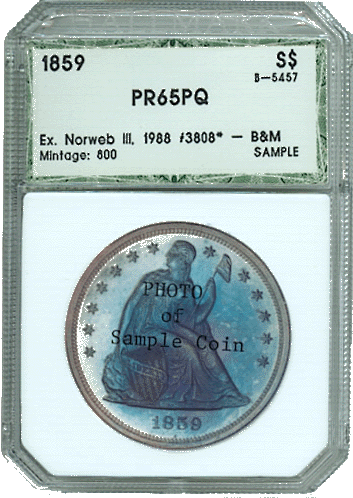 1859 S$
B-5457
PR65PQ
Ex. Norweb III, 1988 #3808* - B&M
Mintage: 800 SAMPLE
PHOTO
of
Sample Coin
1859